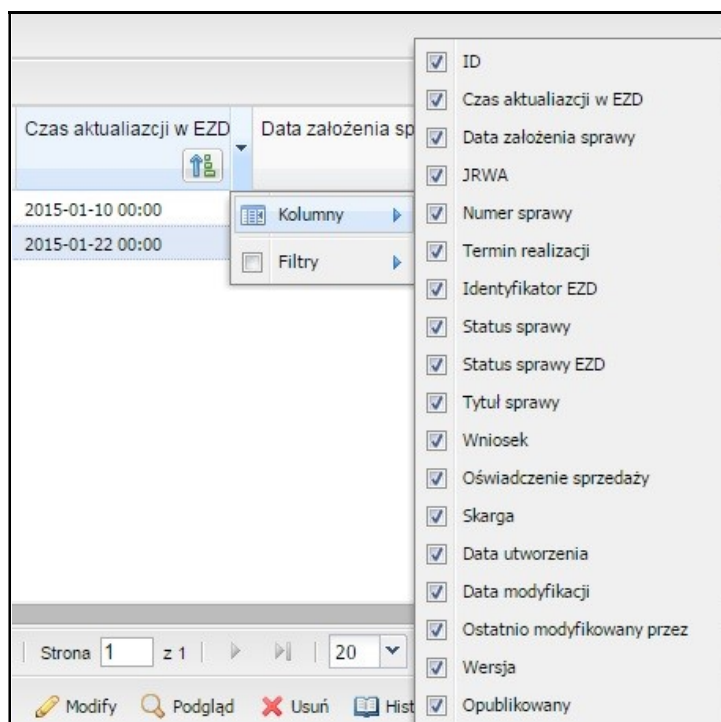 Czas aktualiazcji w EZD
Data założenia sp
2015-01-10 00:00
2015-01-22 00:00
Kolumny
Filtry
ID
Czas aktualiazcji w EZD
Data założenia sprawy
JRWA
Numer sprawy
Termin realizacji
Identyfikator EZD
Status sprawy
Status sprawy EZD
Tytuł sprawy
Wniosek
Oświadczenie sprzedaży
Skarga
Data utworzenia
Data modyfikacji
Ostatnio modyfikowany przez
Wersja
Opublikowany
Strona 1 z 1 20
Modify Podgląd Usuń Hist